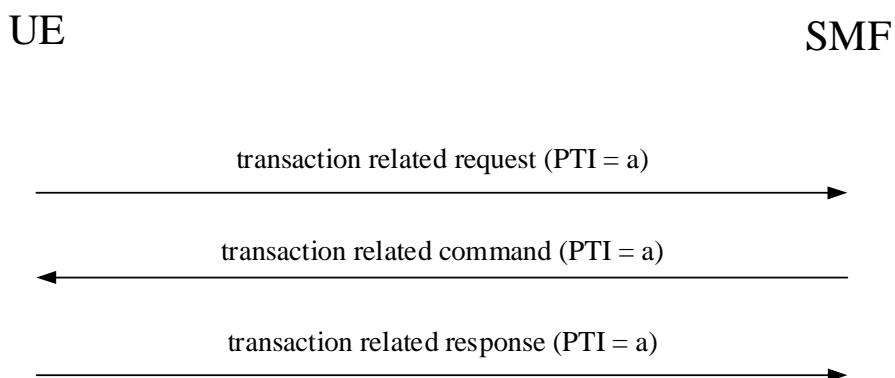 UE
SMF
transaction related request (PTI = a)
transaction related command (PTI = a)
transaction related response (PTI = a)